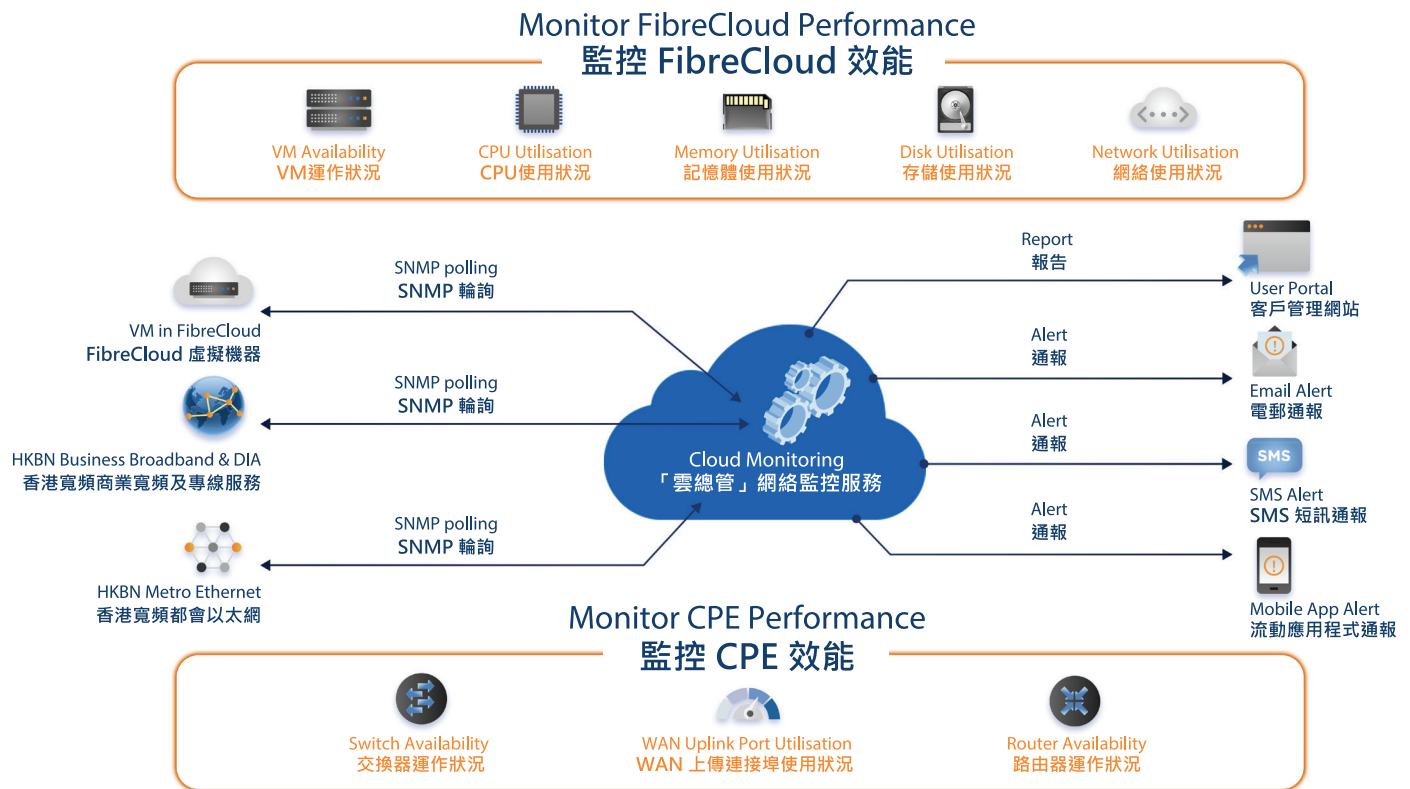 Monitor FibreCloud Performance
監控 FibreCloud 效能
VM Availability
VM運作狀況
CPU Utilisation
CPU使用狀況
Memory Utilisation
記憶體使用狀況
Disk Utilisation
存儲使用狀況
Network Utilisation
網絡使用狀況
SNMP polling
SNMP 輪詢
VM in FibreCloud
FibreCloud 虛擬機器
SNMP polling
SNMP 輪詢
HKBN Business Broadband & DIA
香港寬頻商業寬頻及專線服務
SNMP polling
SNMP 輪詢
HKBN Metro Ethernet
香港寬頻都會以太網
Cloud Monitoring
「雲總管」網絡監控服務
Report
報告
User Portal
客戶管理網站
Alert
通報
Email Alert
電郵通報
Alert
通報
SMS
SMS Alert
SMS 短訊通報
Alert
通報
Mobile App Alert
流動應用程式通報
Monitor CPE Performance
監控 CPE 效能
Switch Availability
交換器運作狀況
WAN Uplink Port Utilisation
WAN 上傳連接埠使用狀況
Router Availability
路由器運作狀況